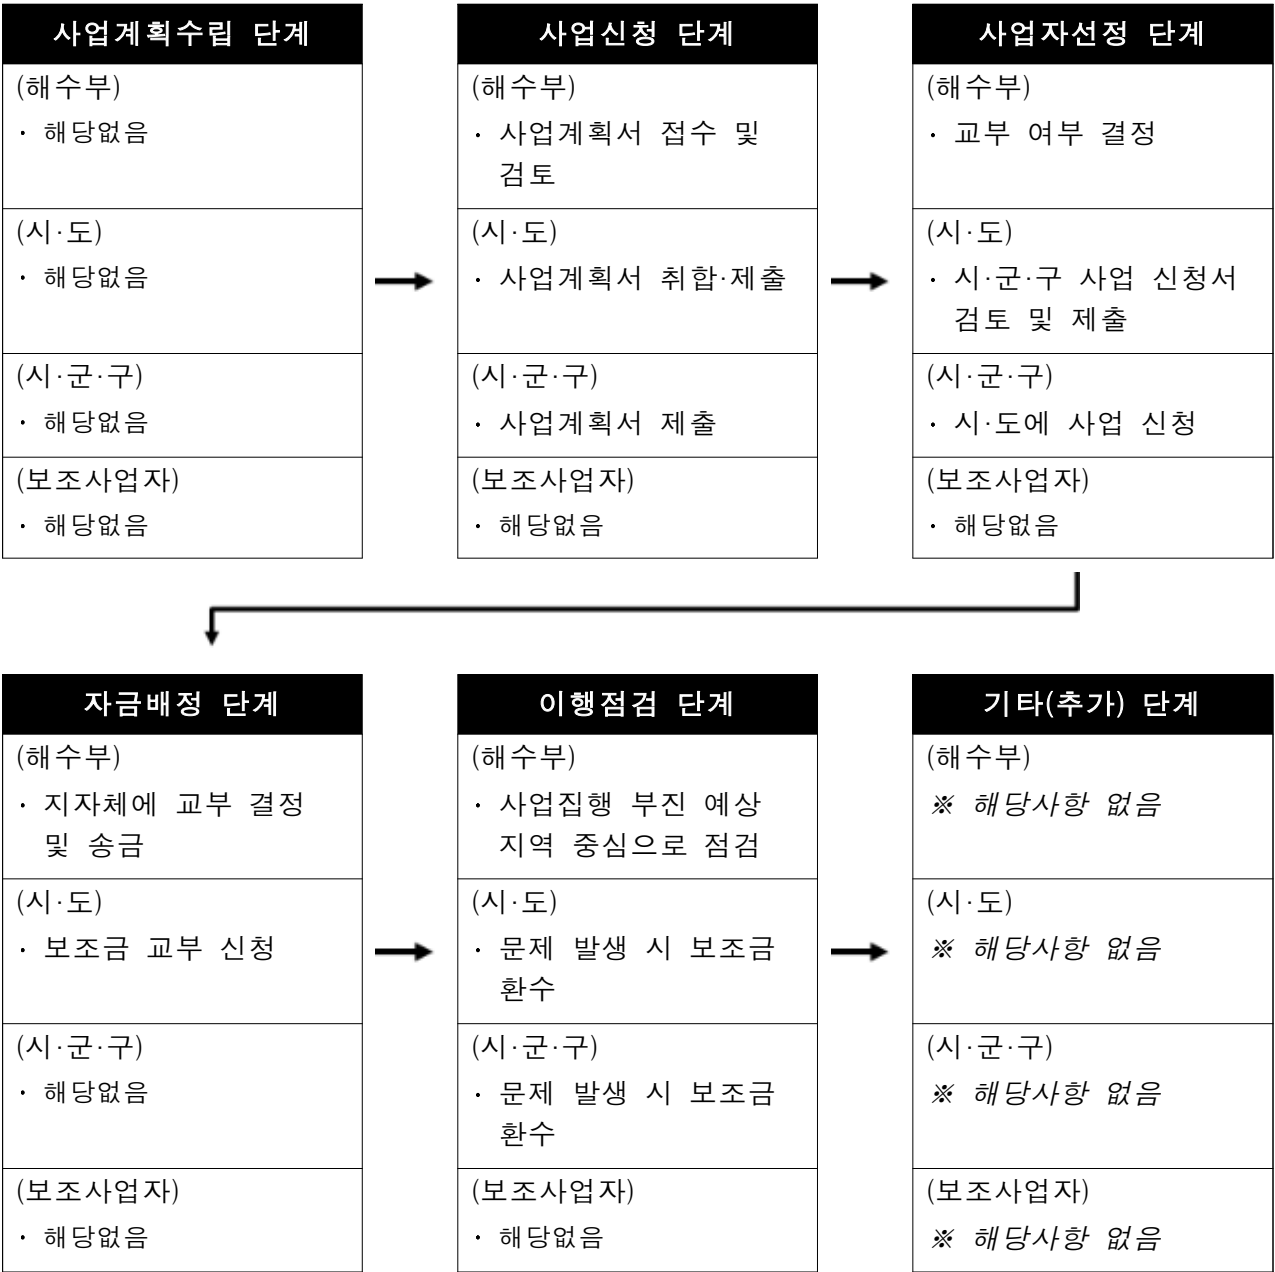 사업계획수립 단계
(해수부)
· 해당없음
(시·도)
· 해당없음
(시·군·구)
· 해당없음
(보조사업자)
· 해당없음
사업신청 단계
(해수부)
· 사업계획서 접수 및
검토
(시·도)
· 사업계획서 취합·제출
(시·군·구)
· 사업계획서 제출
(보조사업자)
· 해당없음
사업자선정 단계
(해수부)
· 교부 여부 결정
(시·도)
· 시·군·구 사업 신청서
검토 및 제출
(시·군·구)
· 시·도에 사업 신청
(보조사업자)
· 해당없음
자금배정 단계
(해수부)
· 지자체에 교부 결정
및 송금
(시·도)
· 보조금 교부 신청
(시·군·구)
· 해당없음
(보조사업자)
· 해당없음
이행점검 단계
(해수부)
· 사업집행 부진 예상
지역 중심으로 점검
(시·도)
· 문제 발생 시 보조금
환수
(시·군·구)
· 문제 발생 시 보조금
환수
(보조사업자)
· 해당없음
기타(추가) 단계
(해수부)
※ 해당사항 없음
(시·도)
※ 해당사항 없음
(시·군·구)
※ 해당사항 없음
(보조사업자)
※ 해당사항 없음